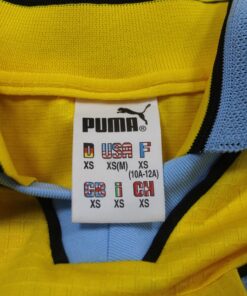 PUMA®
D USA F
XS XS(M) XS
(10A-12A)
GB I CH
XS XS XS